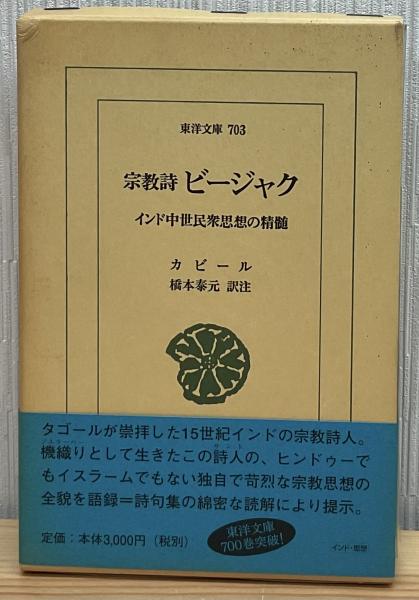 東洋文庫 703
宗教詩 ビージャク
インド中世民衆思想の精髄
カビール
橋本泰元 訳注
タゴールが崇拝した15世紀インドの宗教詩人。
機織りとして生きたこの詩人の、ヒンドゥーで
もイスラームでもない独自で苛烈な宗教思想の
全貌を語録=詩句集の綿密な読解により提示。
定価：本体3,000円（税別）
東洋文庫
700巻突破!
インド・思想